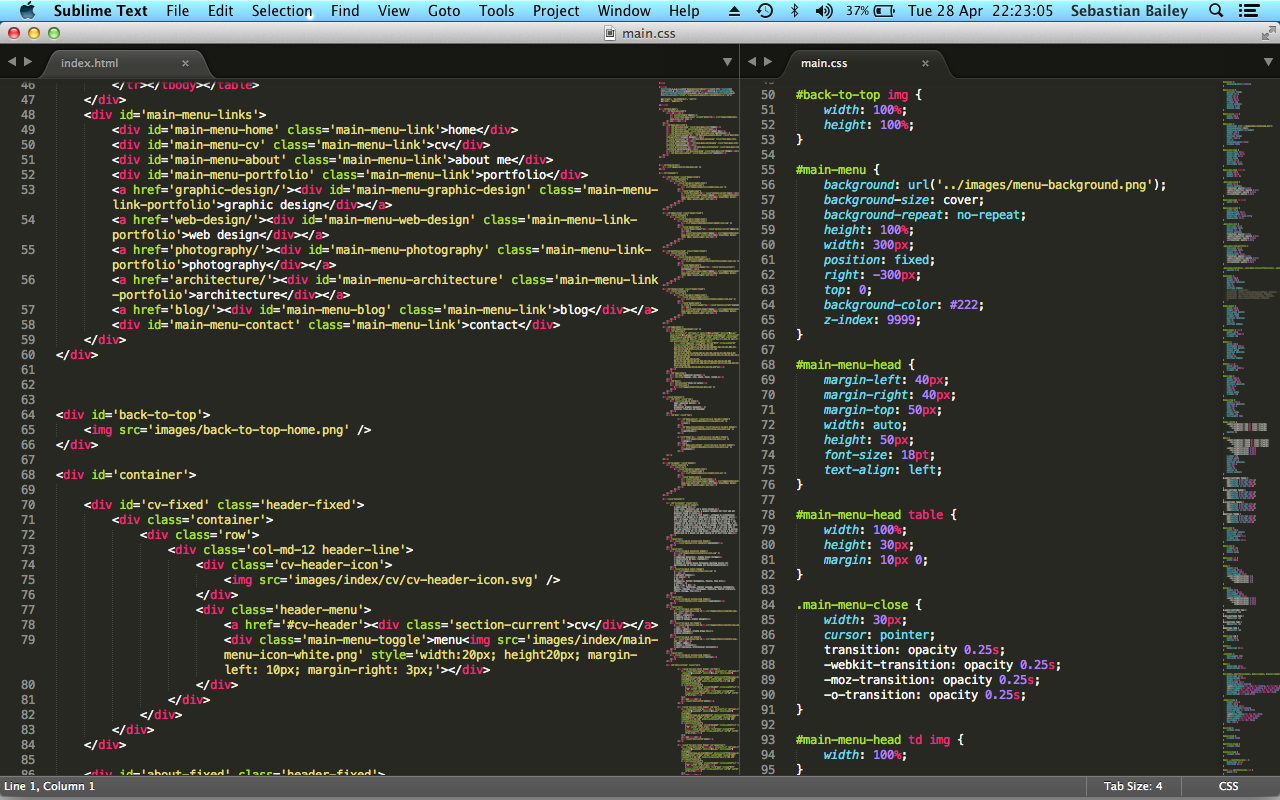 Sublime Text File Edit Selection Find View Goto Tools Project Window Help 37% Tue 28 Apr 22:23:05 Sebastian Bailey
main.css
index.html ×
46 </tr></tbody></table>
47 </div>
48 <div id='main-menu-links'>
49 <div id='main-menu-home' class='main-menu-link'>home</div>
50 <div id='main-menu-cv' class='main-menu-link'>cv</div>
51 <div id='main-menu-about' class='main-menu-link'>about me</div>
52 <div id='main-menu-portfolio' class='main-menu-link'>portfolio</div>
53 <a href='graphic-design/'><div id='main-menu-graphic-design' class='main-menu-
link-portfolio'>graphic design</div></a>
54 <a href='web-design/'><div id='main-menu-web-design' class='main-menu-link-
portfolio'>web design</div></a>
55 <a href='photography/'><div id='main-menu-photography' class='main-menu-link-
portfolio'>photography</div></a>
56 <a href='architecture/'><div id='main-menu-architecture' class='main-menu-link
-portfolio'>architecture</div></a>
57 <a href='blog/'><div id='main-menu-blog' class='main-menu-link'>blog</div></a>
58 <div id='main-menu-contact' class='main-menu-link'>contact</div>
59 </div>
60 </div>
61
62
63
64 <div id='back-to-top'>
65 <img src='images/back-to-top-home.png' />
66 </div>
67
68 <div id='container'>
69
70 <div id='cv-fixed' class='header-fixed'>
71 <div class='container'>
72 <div class='row'>
73 <div class='col-md-12 header-line'>
74 <div class='cv-header-icon'>
75 <img src='images/index/cv/cv-header-icon.svg' />
76 </div>
77 <div class='header-menu'>
78 <a href='#cv-header'><div class='section-current'>cv</div></a>
79 <div class='main-menu-toggle'>menu<img src='images/index/main-
menu-icon-white.png' style='width:20px; height20px; margin-
left: 10px; margin-right: 3px;'></div>
80 </div>
81 </div>
82 </div>
83 </div>
84 </div>
85
86 <div id='about-fixed' class='header-fixed'>
main.css ×
50 #back-to-top img {
51 width: 100%;
52 height: 100%;
53 }
54
55 #main-menu {
56 background: url('../images/menu-background.png');
57 background-size: cover;
58 background-repeat: no-repeat;
59 height: 100%;
60 width: 300px;
61 position: fixed;
62 right: -300px;
63 top: 0;
64 background-color: #222;
65 z-index: 9999;
66 }
67
68 #main-menu-head {
69 margin-left: 40px;
70 margin-right: 40px;
71 margin-top: 50px;
72 width: auto;
73 height: 50px;
74 font-size: 18pt;
75 text-align: left;
76 }
77
78 #main-menu-head table {
79 width: 100%;
80 height: 30px;
81 margin: 10px 0;
82 }
83
84 .main-menu-close {
85 width: 30px;
86 cursor: pointer;
87 transition: opacity 0.25s;
88 -webkit-transition: opacity 0.25s;
89 -moz-transition: opacity 0.25s;
90 -o-transition: opacity 0.25s;
91 }
92
93 #main-menu-head td img {
94 width: 100%;
95 }
Line 1, Column 1 Tab Size: 4 CSS